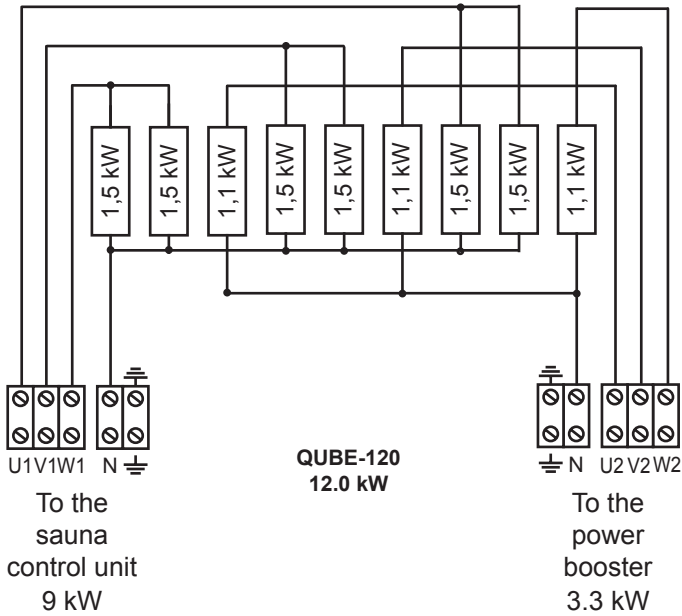 1,5 kW
1,5 kW
1,1 kW
1,5 kW
1,5 kW
1,1 kW
1,5 kW
1,5 kW
1,1 kW
U1 V1 W1 N
N U2 V2 W2
QUBE-120
12.0 kW
To the
sauna
control unit
9 kW
To the
power
booster
3.3 kW